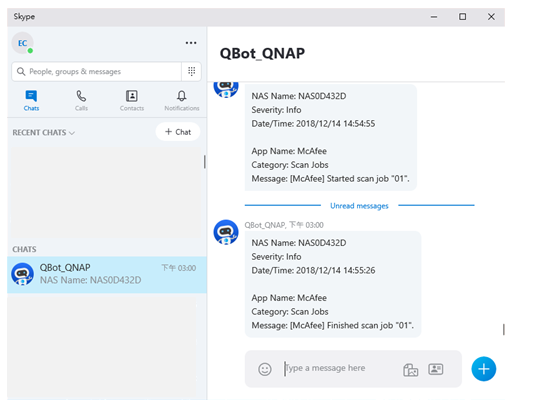 Skype
EC
People, groups & messages
Chats
Calls
Contacts
Notifications
RECENT CHATS
+ Chat
CHATS
QBot_QNAP
下午 03:00
NAS Name: NAS0D432D
QBot_QNAP
NAS Name: NAS0D432D
Severity: Info
Date/Time: 2018/12/14 14:54:55
App Name: McAfee
Category: Scan Jobs
Message: [McAfee] Started scan job "01".
Unread messages
QBot_QNAP, 下午 03:00
NAS Name: NAS0D432D
Severity: Info
Date/Time: 2018/12/14 14:55:26
App Name: McAfee
Category: Scan Jobs
Message: [McAfee] Finished scan job "01".
Type a message here